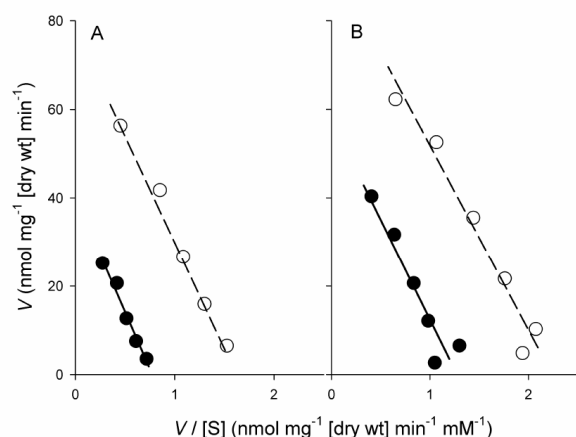 A
B
80
60
40
20
0
0
1
2
0
1
2
V (nmol mg⁻¹ [dry wt] min⁻¹)
V / [S] (nmol mg⁻¹ [dry wt] min⁻¹ mM⁻¹)